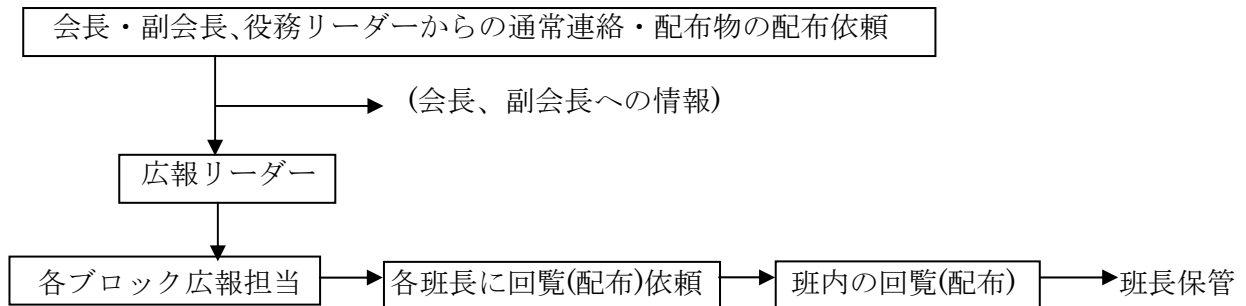 会長・副会長、役務リーダーからの通常連絡・配布物の配布依頼
(会長、副会長への情報)
広報リーダー
各ブロック広報担当
各班長に回覧(配布)依頼
班内の回覧(配布)
班長保管